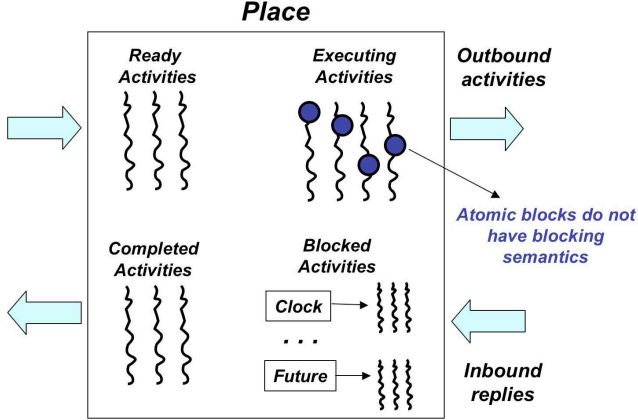 Place
Ready
Activities
Executing
Activities
Outbound
activities
Atomic blocks do not
have blocking
semantics
Completed
Activities
Blocked
Activities
Clock
. . .
Future
Inbound
replies